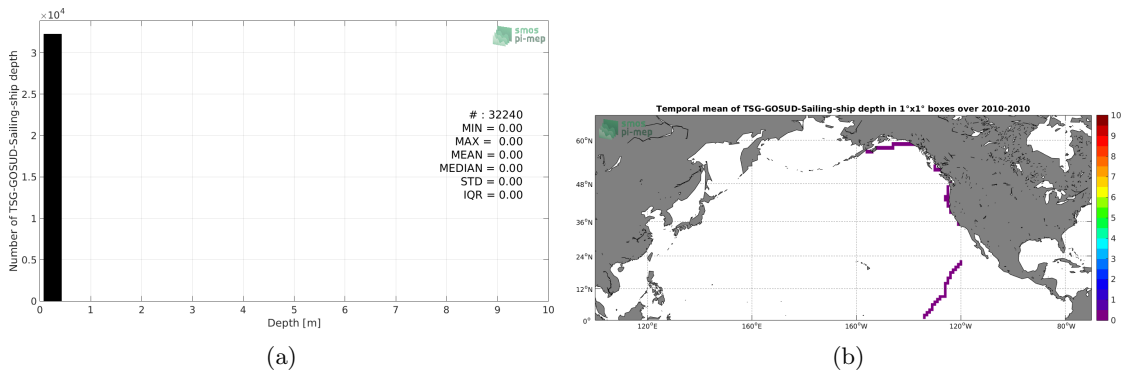 ×10⁴
smos
pi-mep
Number of TSG-GOSUD-Sailing-ship depth
3
2.5
2
1.5
1
0.5
0
# : 32240
MIN = 0.00
MAX = 0.00
MEAN = 0.00
MEDIAN = 0.00
STD = 0.00
IQR = 0.00
0 1 2 3 4 5 6 7 8 9 10
Depth [m]
(a)
Temporal mean of TSG-GOSUD-Sailing-ship depth in 1°x1° boxes over 2010-2010
smos
pi-mep
60°N
48°N
36°N
24°N
12°N
0°
120°E 160°E 160°W 120°W 80°W
10
9
8
7
6
5
4
3
2
1
0
(b)